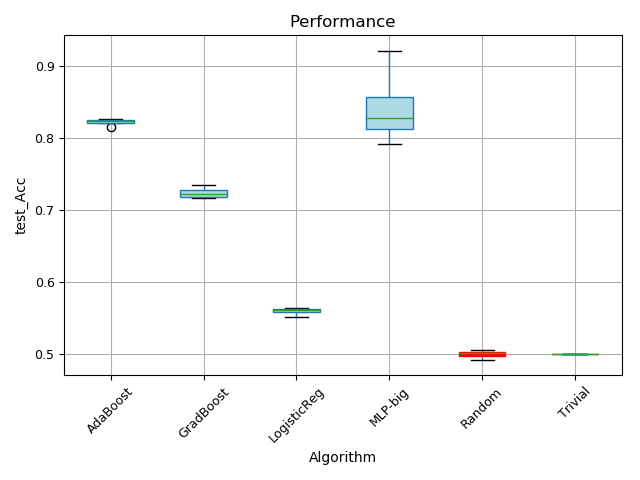 Performance
test_Acc
0.9
0.8
0.7
0.6
0.5
AdaBoost
GradBoost
LogisticReg
MLP-big
Random
Trivial
Algorithm